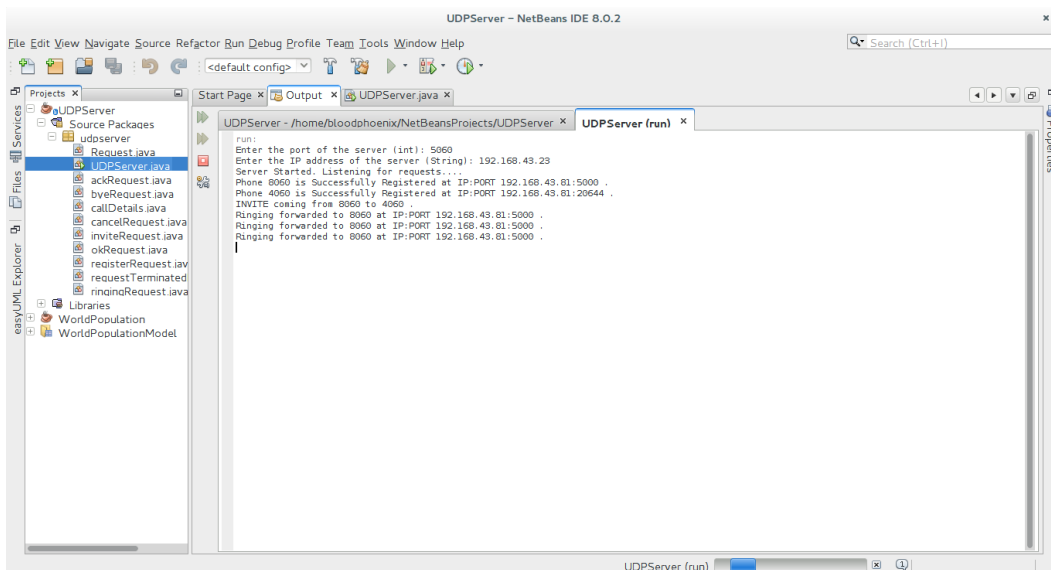 UDPServer – NetBeans IDE 8.0.2
File Edit View Navigate Source Refactor Run Debug Profile Team Tools Window Help
Search (Ctrl+I)
<default config>
Projects
Start Page
Output
UDPServer.java
Services
Files
easyUML Explorer
UDPServer
Source Packages
udpserver
Request.java
UDPServer.java
ackRequest.java
byeRequest.java
callDetails.java
cancelRequest.java
inviteRequest.java
okRequest.java
registerRequest.jav
requestTerminated
ringingRequest.java
Libraries
WorldPopulation
WorldPopulationModel
UDPServer - /home/bloodphoenix/NetBeansProjects/UDPServer
UDPServer (run)
run:
Enter the port of the server (int): 5060
Enter the IP address of the server (String): 192.168.43.23
Server Started. Listening for requests....
Phone 8060 is Successfully Registered at IP:PORT 192.168.43.81:5000 .
Phone 4060 is Successfully Registered at IP:PORT 192.168.43.81:20644 .
INVITE coming from 8060 to 4060 .
Ringing forwarded to 8060 at IP:PORT 192.168.43.81:5000 .
Ringing forwarded to 8060 at IP:PORT 192.168.43.81:5000 .
Ringing forwarded to 8060 at IP:PORT 192.168.43.81:5000 .
Properties
UDPServer (run)
1